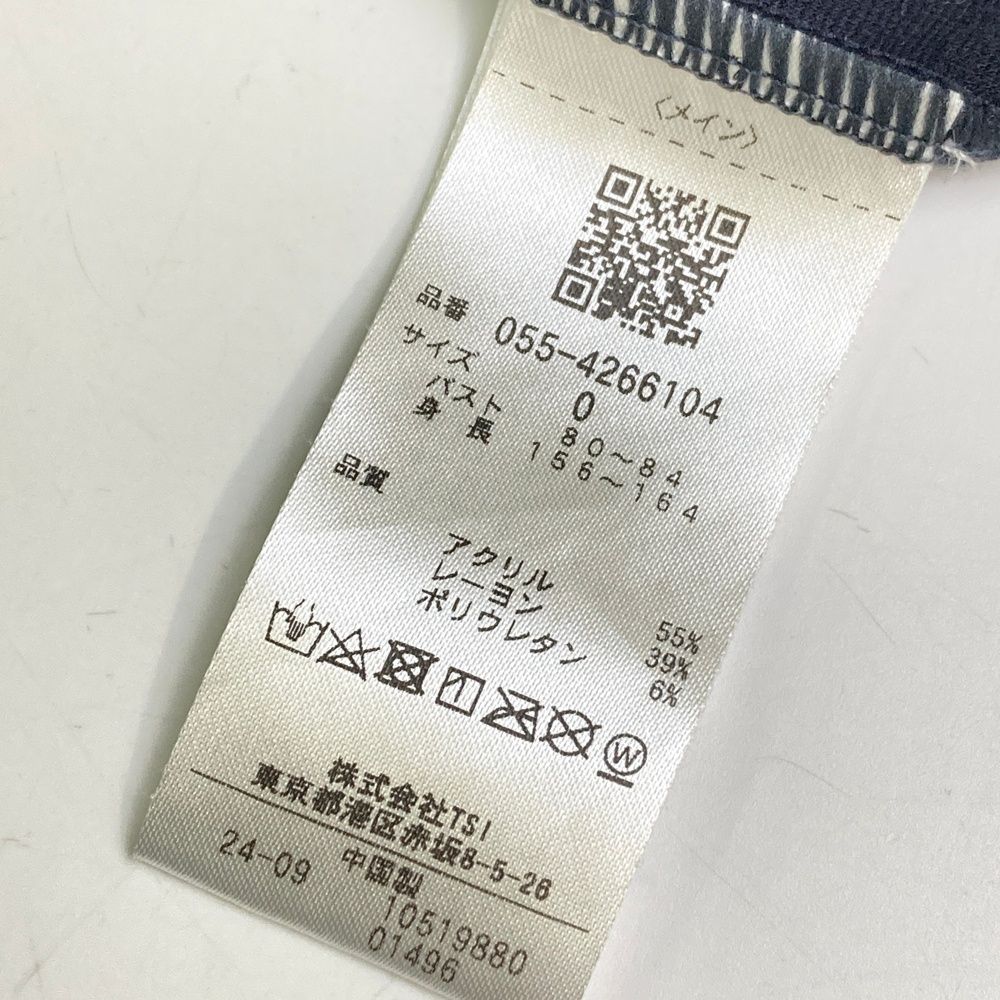 〈メイン〉
品番 055-4266104
サイズ 0
バスト 80～84
身長 156～164
品質
アクリル 55%
レーヨン 39%
ポリウレタン 6%
W
株式会社TSI
東京都港区赤坂8-5-26
24-09 中国製
10519880
01496